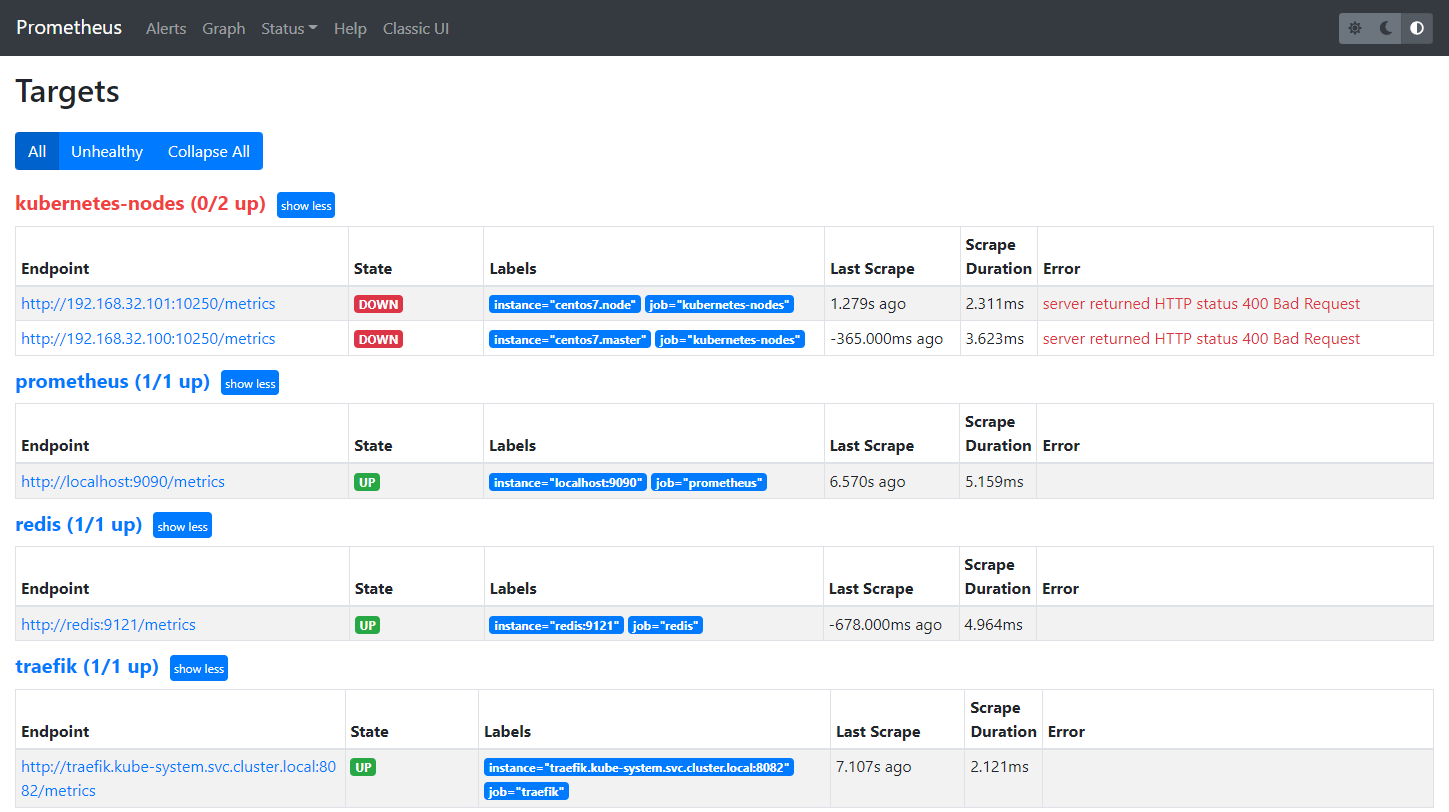 Prometheus Alerts Graph Status Help Classic UI
Targets
All Unhealthy Collapse All
kubernetes-nodes (0/2 up) show less
Endpoint State Labels Last Scrape Scrape Duration Error
http://192.168.32.101:10250/metrics DOWN instance="centos7.node" job="kubernetes-nodes" 1.279s ago 2.311ms server returned HTTP status 400 Bad Request
http://192.168.32.100:10250/metrics DOWN instance="centos7.master" job="kubernetes-nodes" -365.000ms ago 3.623ms server returned HTTP status 400 Bad Request
prometheus (1/1 up) show less
Endpoint State Labels Last Scrape Scrape Duration Error
http://localhost:9090/metrics UP instance="localhost:9090" job="prometheus" 6.570s ago 5.159ms
redis (1/1 up) show less
Endpoint State Labels Last Scrape Scrape Duration Error
http://redis:9121/metrics UP instance="redis:9121" job="redis" -678.000ms ago 4.964ms
traefik (1/1 up) show less
Endpoint State Labels Last Scrape Scrape Duration Error
http://traefik.kube-system.svc.cluster.local:80 UP instance="traefik.kube-system.svc.cluster.local:8082" 7.107s ago 2.121ms
82/metrics job="traefik"